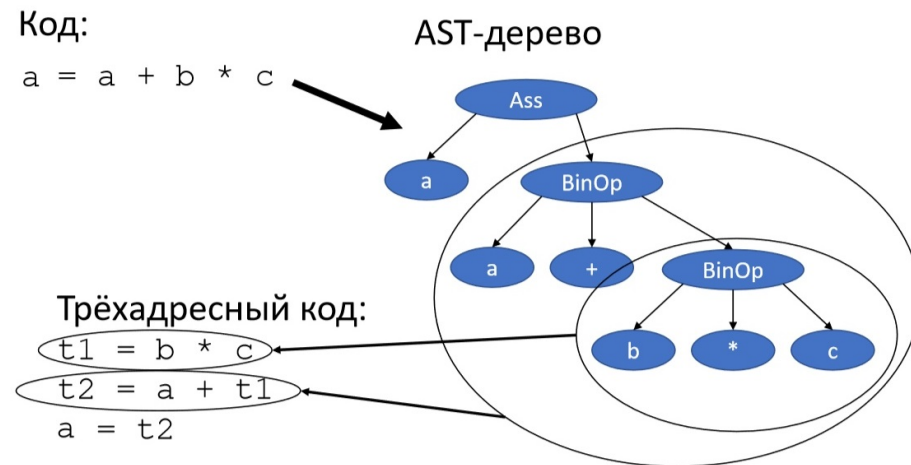 Код:
a = a + b * c
AST-дерево
Ass
a
BinOp
a
+
BinOp
b
*
c
Трёхадресный код:
t1 = b * c
t2 = a + t1
a = t2